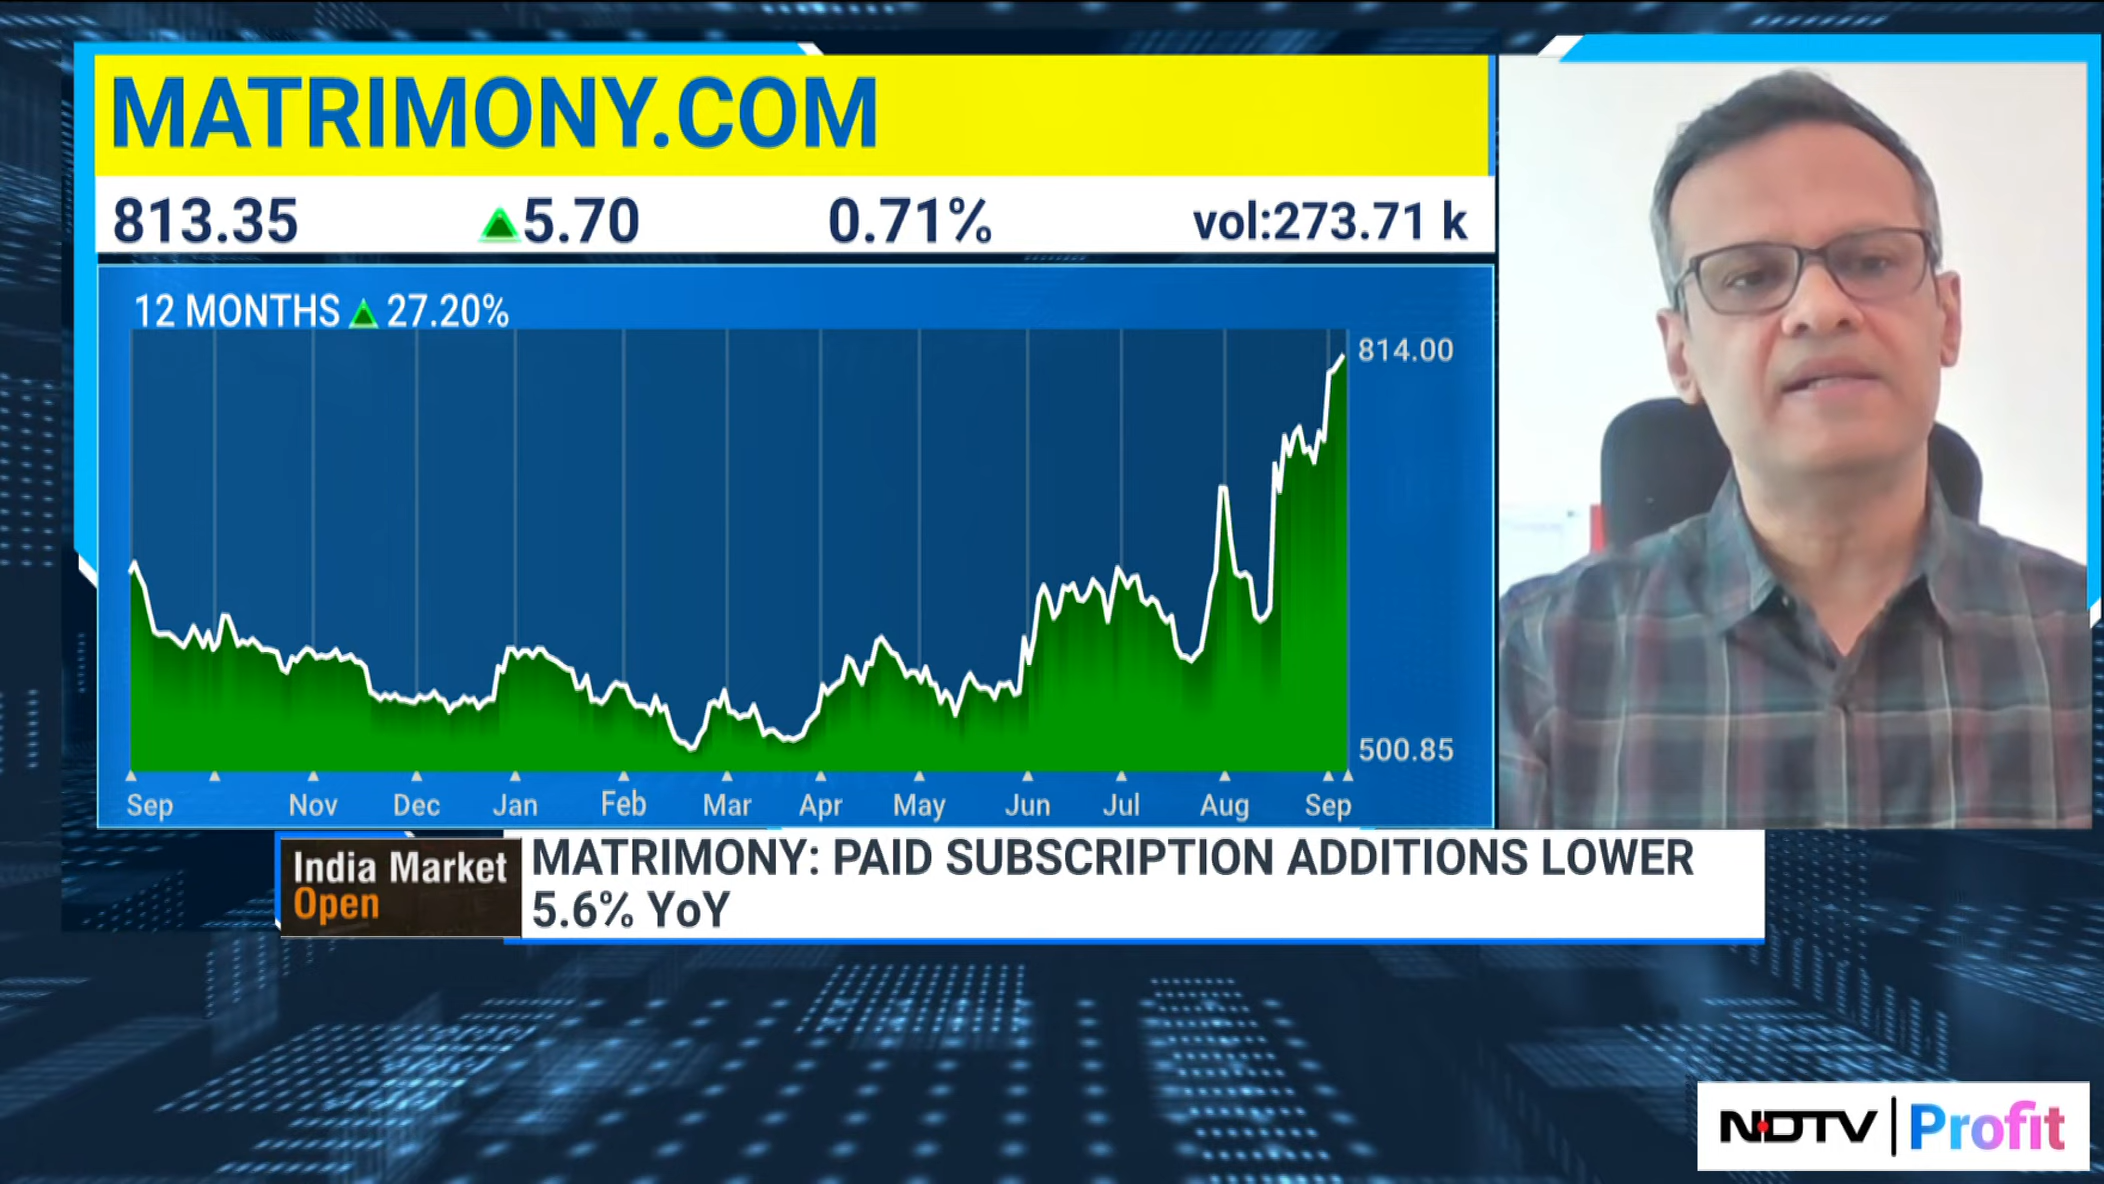 MATRIMONY.COM
813.35 5.70 0.71% vol:273.71 k
12 MONTHS 27.20%
814.00
500.85
Sep Nov Dec Jan Feb Mar Apr May Jun Jul Aug Sep
India Market
Open
MATRIMONY: PAID SUBSCRIPTION ADDITIONS LOWER
5.6% YoY
NDTV Profit